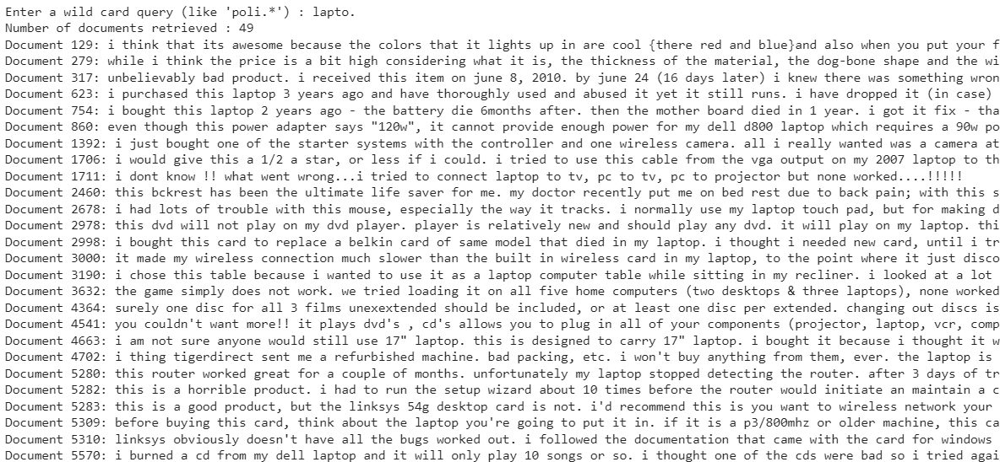 Enter a wild card query (like 'poli.*') : lapto.
Number of documents retrieved : 49
Document 129: i think that its awesome because the colors that it lights up in are cool {there red and blue}and also when you put your f
Document 279: while i think the price is a bit high considering what it is, the thickness of the material, the dog-bone shape and the wi
Document 317: unbelievably bad product. i received this item on june 8, 2010. by june 24 (16 days later) i knew there was something wron
Document 623: i purchased this laptop 3 years ago and have thoroughly used and abused it yet it still runs. i have dropped it (in case)
Document 754: i bought this laptop 2 years ago - the battery die 6months after. then the mother board died in 1 year. i got it fix - tha
Document 860: even though this power adapter says "120w", it cannot provide enough power for my dell d800 laptop which requires a 90w po
Document 1392: i just bought one of the starter systems with the controller and one wireless camera. all i really wanted was a camera at
Document 1706: i would give this a 1/2 a star, or less if i could. i tried to use this cable from the vga output on my 2007 laptop to th
Document 1711: i dont know !! what went wrong...i tried to connect laptop to tv, pc to tv, pc to projector but none worked....!!!!!
Document 2460: this bckrest has been the ultimate life saver for me. my doctor recently put me on bed rest due to back pain; with this s
Document 2678: i had lots of trouble with this mouse, especially the way it tracks. i normally use my laptop touch pad, but for making d
Document 2978: this dvd will not play on my dvd player. player is relatively new and should play any dvd. it will play on my laptop. thi
Document 2998: i bought this card to replace a belkin card of same model that died in my laptop. i thought i needed new card, until i tr
Document 3000: it made my wireless connection much slower than the built in wireless card in my laptop, to the point where it just disco
Document 3190: i chose this table because i wanted to use it as a laptop computer table while sitting in my recliner. i looked at a lot
Document 3632: the game simply does not work. we tried loading it on all five home computers (two desktops & three laptops), none worked
Document 4364: surely one disc for all 3 films unexextended should be included, or at least one disc per extended. changing out discs is
Document 4541: you couldn't want more!! it plays dvd's , cd's allows you to plug in all of your components (projector, laptop, vcr, comp
Document 4663: i am not sure anyone would still use 17" laptop. this is designed to carry 17" laptop. i bought it because i thought it w
Document 4702: i thing tigerdirect sent me a refurbished machine. bad packing, etc. i won't buy anything from them, ever. the laptop is
Document 5280: this router worked great for a couple of months. unfortunately my laptop stopped detecting the router. after 3 days of tr
Document 5282: this is a horrible product. i had to run the setup wizard about 10 times before the router would initiate an maintain a c
Document 5283: this is a good product, but the linksys 54g desktop card is not. i'd recommend this is you want to wireless network your
Document 5309: before buying this card, think about the laptop you're going to put it in. if it is a p3/800mhz or older machine, this ca
Document 5310: linksys obviously doesn't have all the bugs worked out. i followed the documentation that came with the card for windows
Document 5570: i burned a cd from my dell laptop and it will only play 10 songs or so. i thought one of the cds were bad so i tried agai